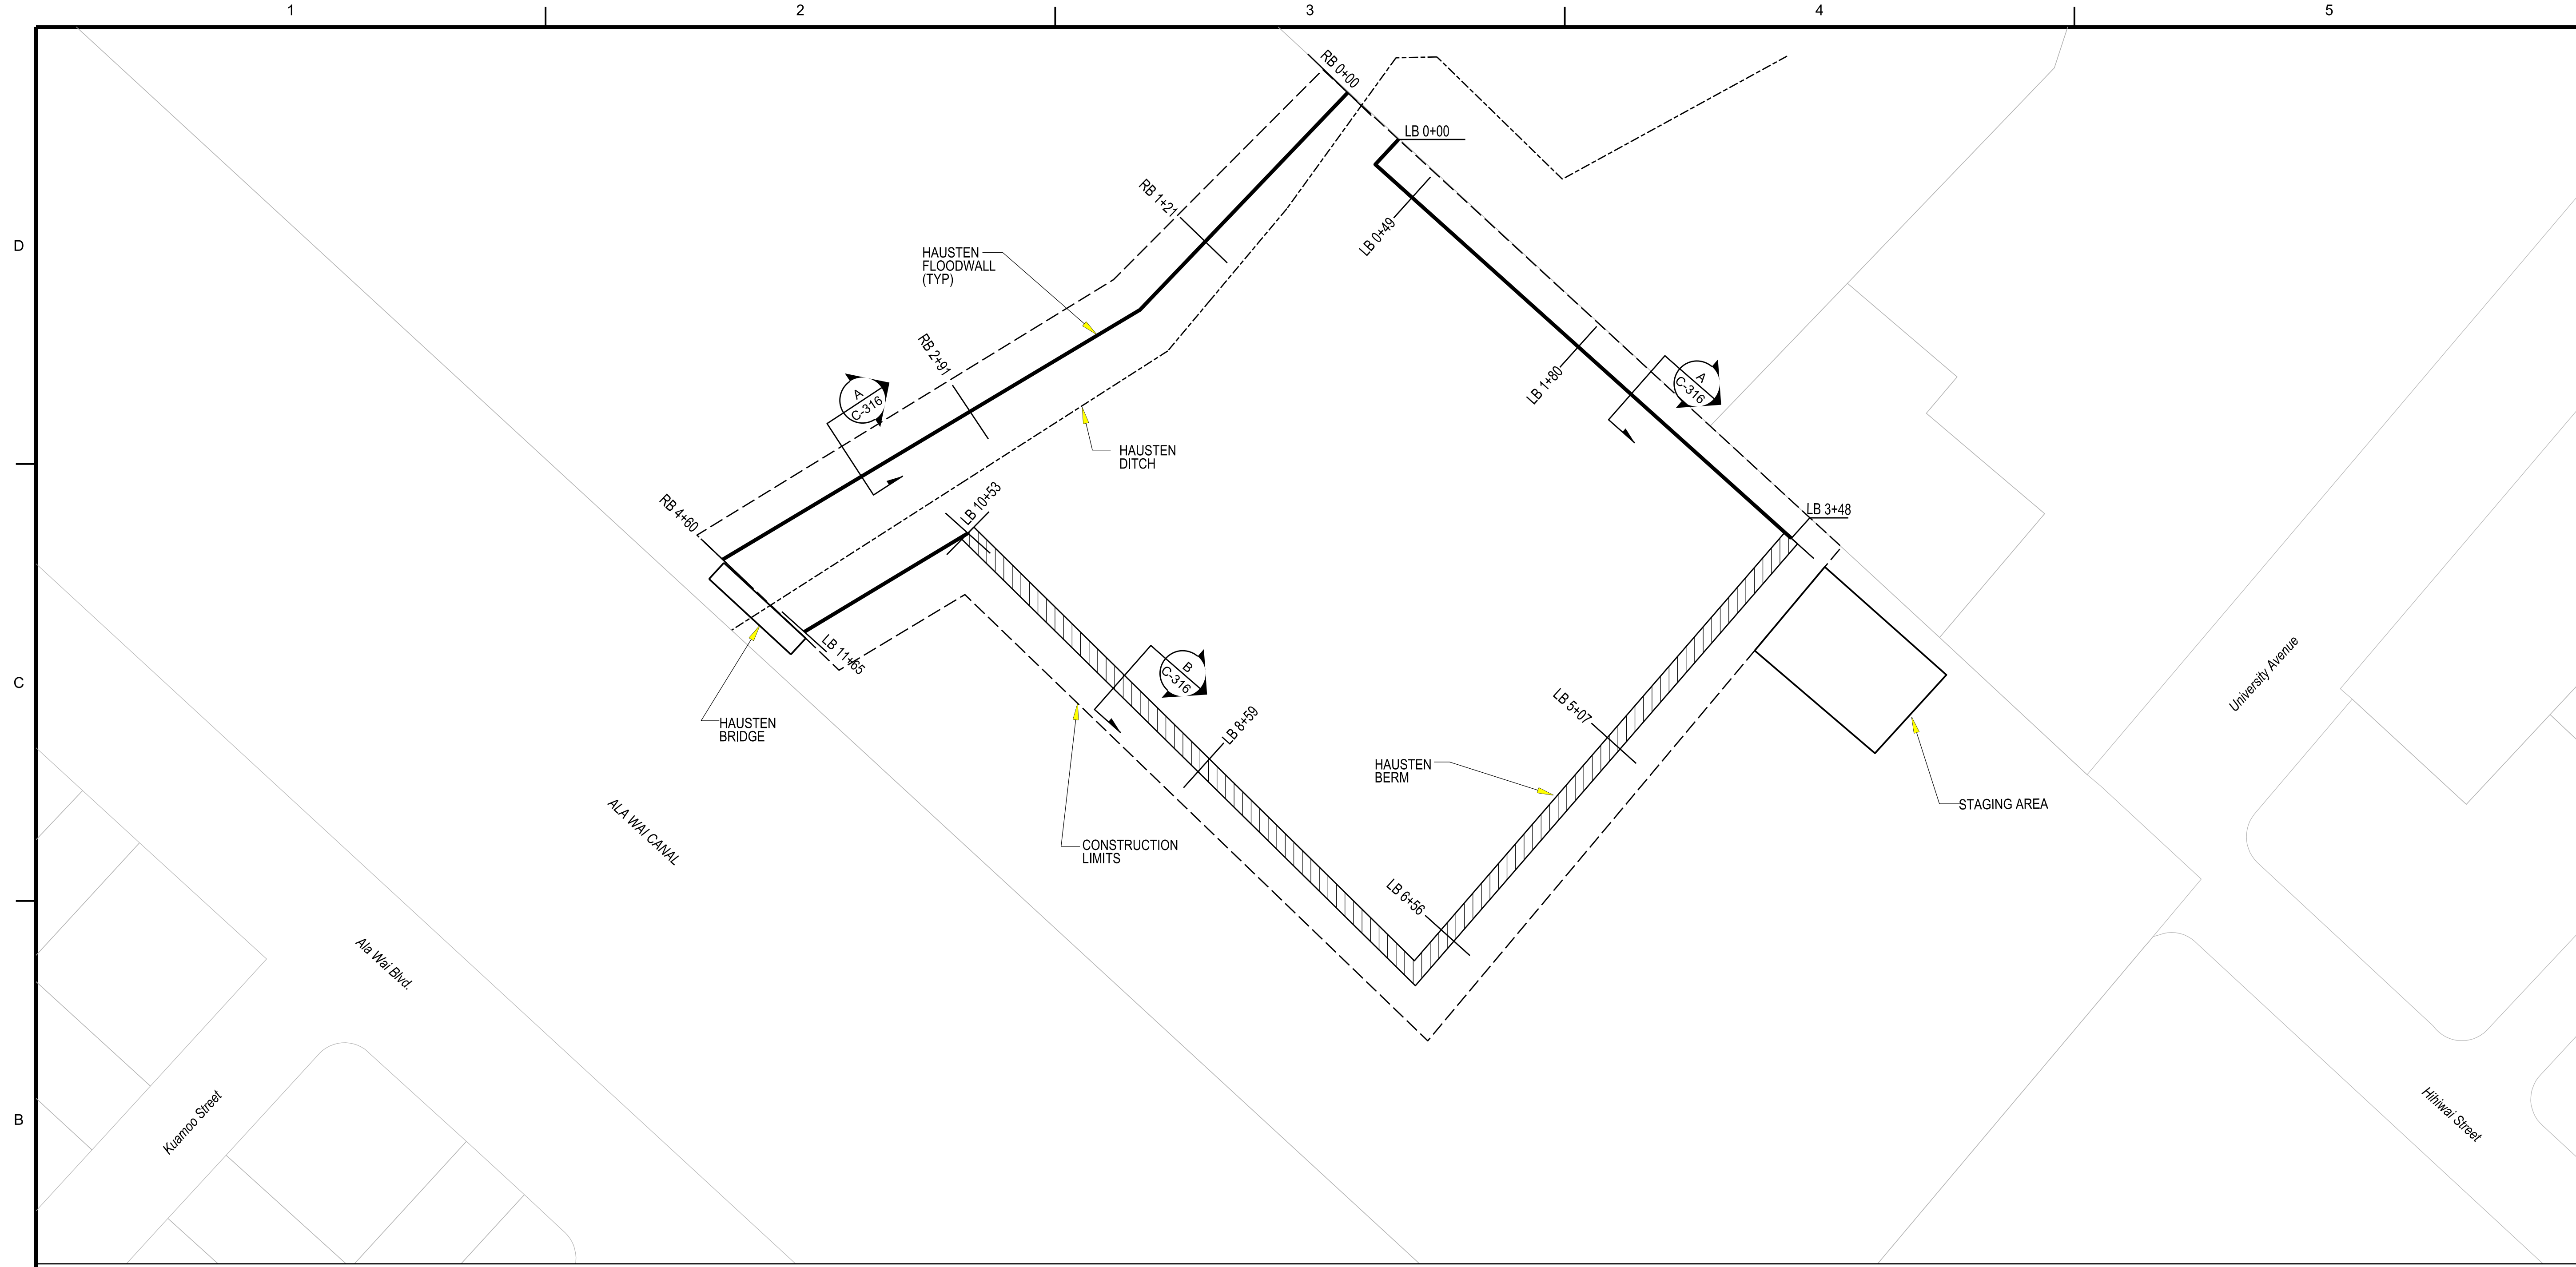 1
2
3
4
5
RB 0+00
LB 0+00
RB 1+21
LB 0+49
D
HAUSTEN
FLOODWALL
(TYP)
RB 2+91
LB 1+80
A
C-316
A
C-316
HAUSTEN
DITCH
RB 4+60
LB 10+53
LB 3+48
LB 11+65
B
C-316
C
University Avenue
HAUSTEN
BRIDGE
LB 8+59
LB 5+07
HAUSTEN
BERM
STAGING AREA
ALA WAI CANAL
CONSTRUCTION
LIMITS
LB 6+56
Ala Wai Blvd.
B
Kuamoo Street
Hihiwai Street